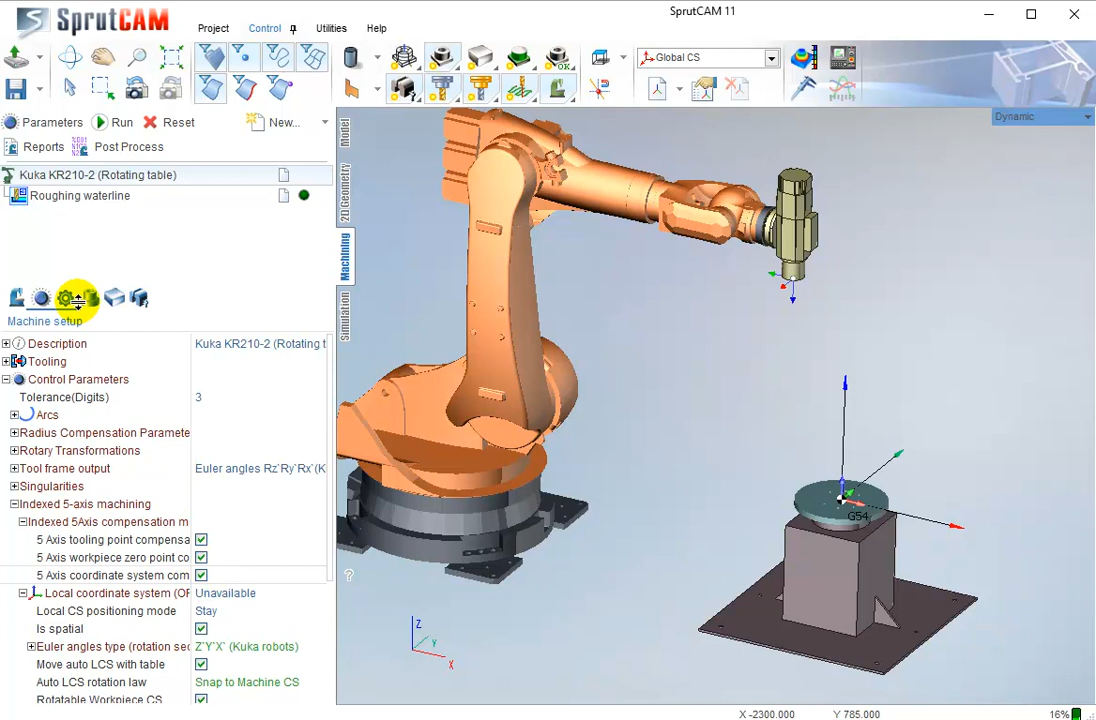 SprutCAM 11
SprutCAM
Project Control Utilities Help
Global CS
Parameters Run Reset New...
Reports Post Process
Dynamic
Kuka KR210-2 (Rotating table)
Roughing waterline
Model
2D Geometry
Machining
Simulation
Machine setup
Description Kuka KR210-2 (Rotating t
Tooling
Control Parameters
Tolerance(Digits) 3
Arcs
Radius Compensation Paramete
Rotary Transformations
Tool frame output Euler angles Rz`Ry`Rx`(K
Singularities
Indexed 5-axis machining
Indexed 5Axis compensation m
5 Axis tooling point compensa
5 Axis workpiece zero point co
5 Axis coordinate system com
Local coordinate system (OF Unavailable
Local CS positioning mode Stay
Is spatial
Euler angles type (rotation sec Z`Y`X` (Kuka robots)
Move auto LCS with table
Auto LCS rotation law Snap to Machine CS
Rotatable Workpiece CS
G54
?
Z
Y
X
X -2300.000 Y 785.000 16%